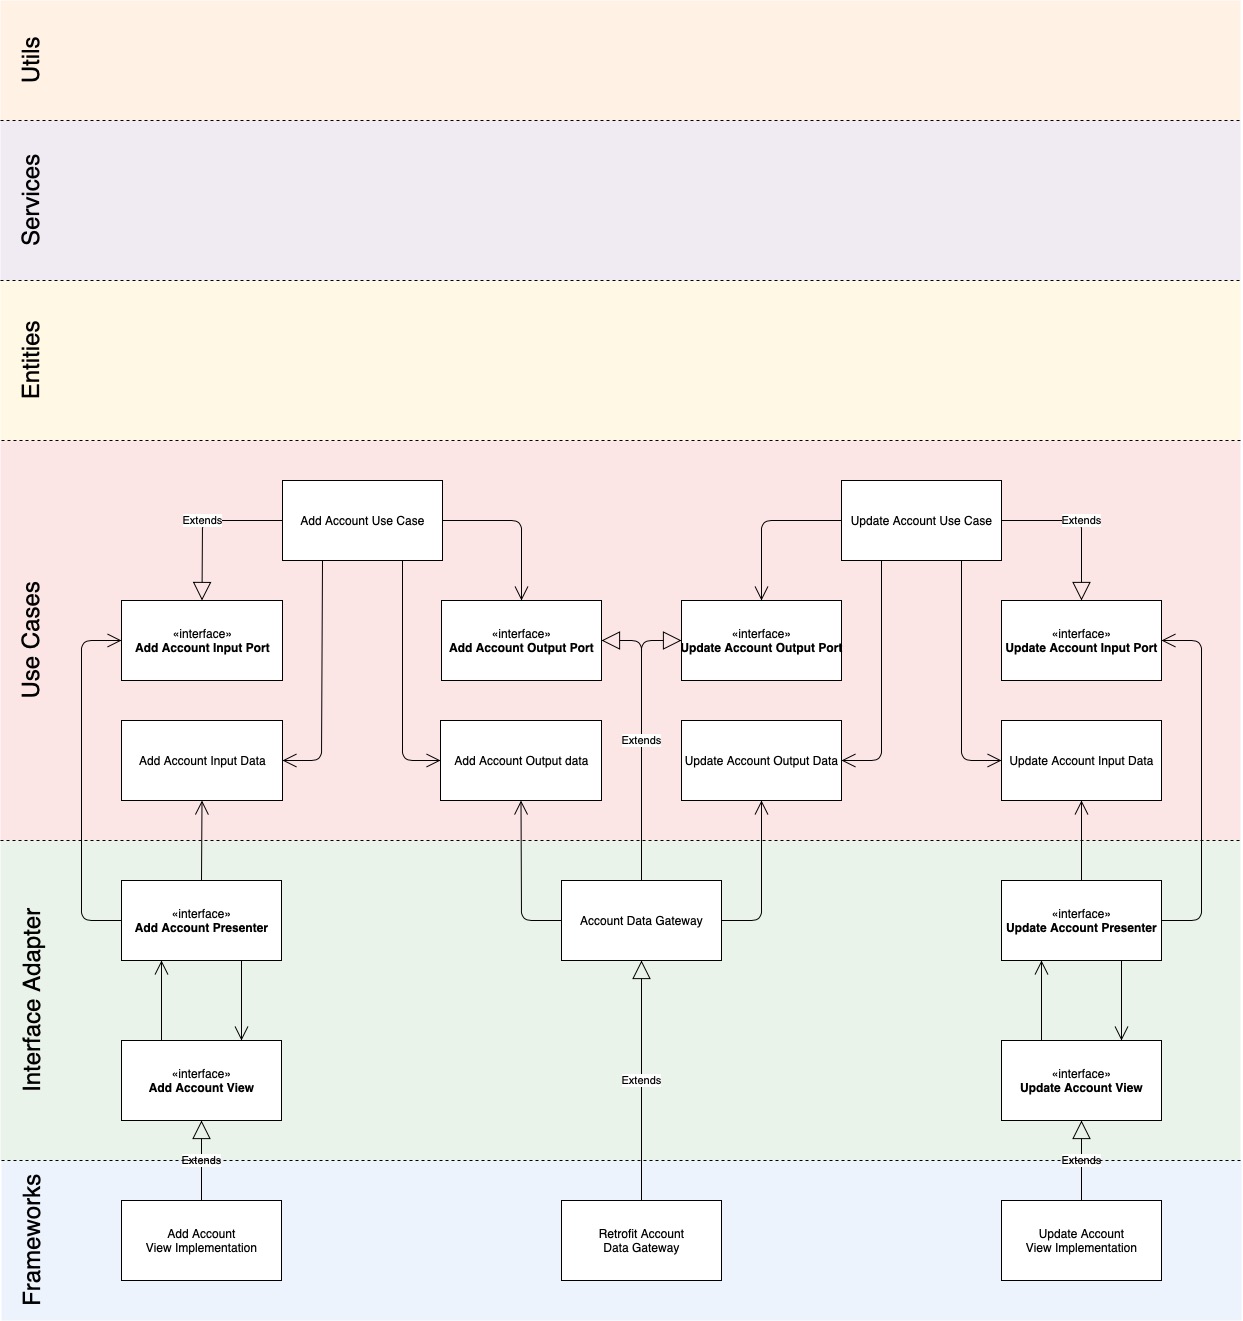 Utils
Services
Entities
Use Cases
Add Account Use Case
Update Account Use Case
Extends
Extends
«interface»
Add Account Input Port
«interface»
Add Account Output Port
«interface»
Update Account Output Port
«interface»
Update Account Input Port
Extends
Add Account Input Data
Add Account Output data
Update Account Output Data
Update Account Input Data
Interface Adapter
«interface»
Add Account Presenter
Account Data Gateway
«interface»
Update Account Presenter
«interface»
Add Account View
Extends
«interface»
Update Account View
Extends
Extends
Frameworks
Add Account
View Implementation
Retrofit Account
Data Gateway
Update Account
View Implementation